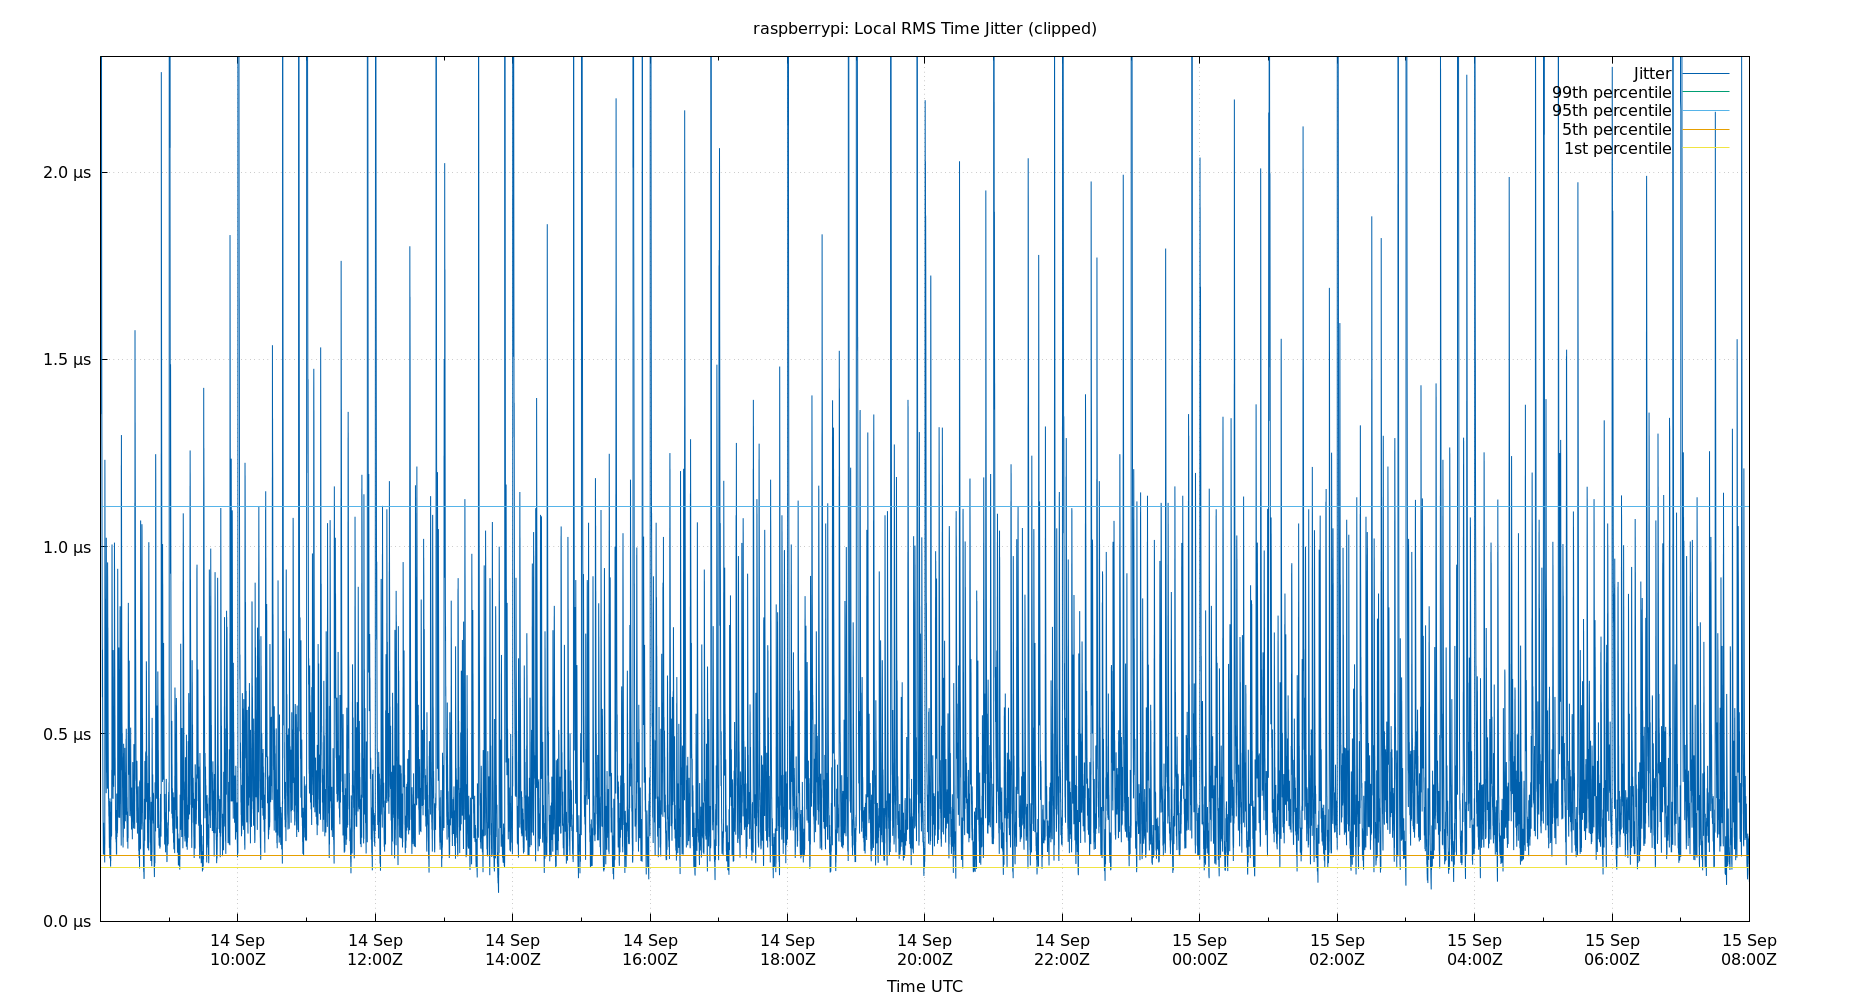 raspberrypi: Local RMS Time Jitter (clipped)
Jitter
99th percentile
95th percentile
5th percentile
1st percentile
2.0 µs
1.5 µs
1.0 µs
0.5 µs
0.0 µs
14 Sep 14 Sep 14 Sep 14 Sep 14 Sep 14 Sep 14 Sep 15 Sep 15 Sep 15 Sep 15 Sep 15 Sep
10:00Z 12:00Z 14:00Z 16:00Z 18:00Z 20:00Z 22:00Z 00:00Z 02:00Z 04:00Z 06:00Z 08:00Z
Time UTC